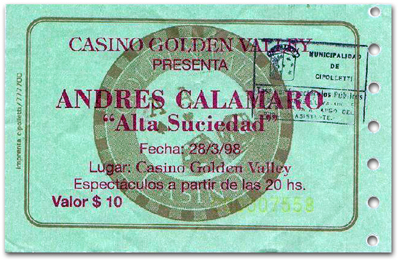 CASINO GOLDEN VALLEY
PRESENTA
ANDRES CALAMARO
"Alta Suciedad"
Fecha: 28/3/98
Lugar: Casino Golden Valley
Espectáculos a partir de las 20 hs.
Valor $ 10
MUNICIPALIDAD
DE
CIPOLLETTI
CASINO